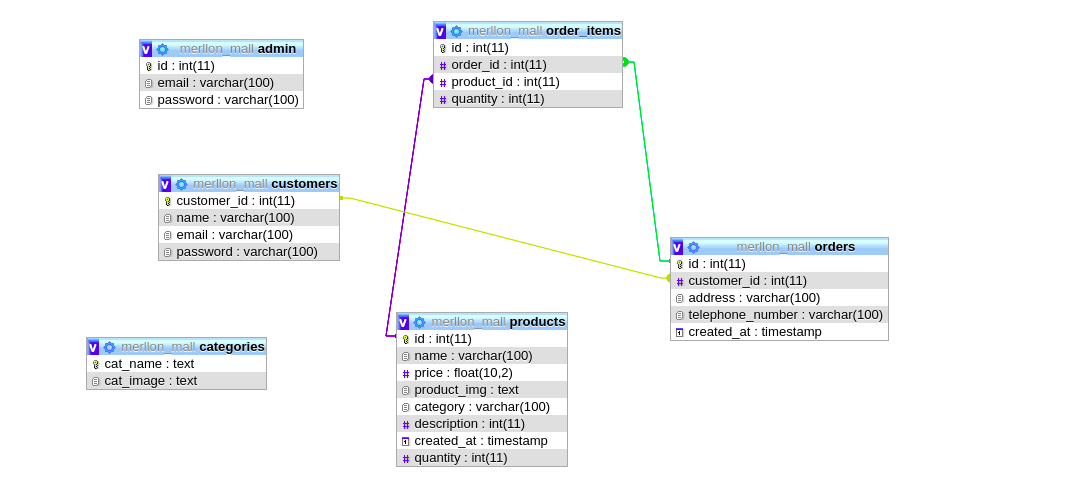 merllon_mall admin
id : int(11)
email : varchar(100)
password : varchar(100)
merllon_mall order_items
id : int(11)
order_id : int(11)
product_id : int(11)
quantity : int(11)
merllon_mall customers
customer_id : int(11)
name : varchar(100)
email : varchar(100)
password : varchar(100)
merllon_mall orders
id : int(11)
customer_id : int(11)
address : varchar(100)
telephone_number : varchar(100)
created_at : timestamp
merllon_mall categories
cat_name : text
cat_image : text
merllon_mall products
id : int(11)
name : varchar(100)
price : float(10,2)
product_img : text
category : varchar(100)
description : int(11)
created_at : timestamp
quantity : int(11)